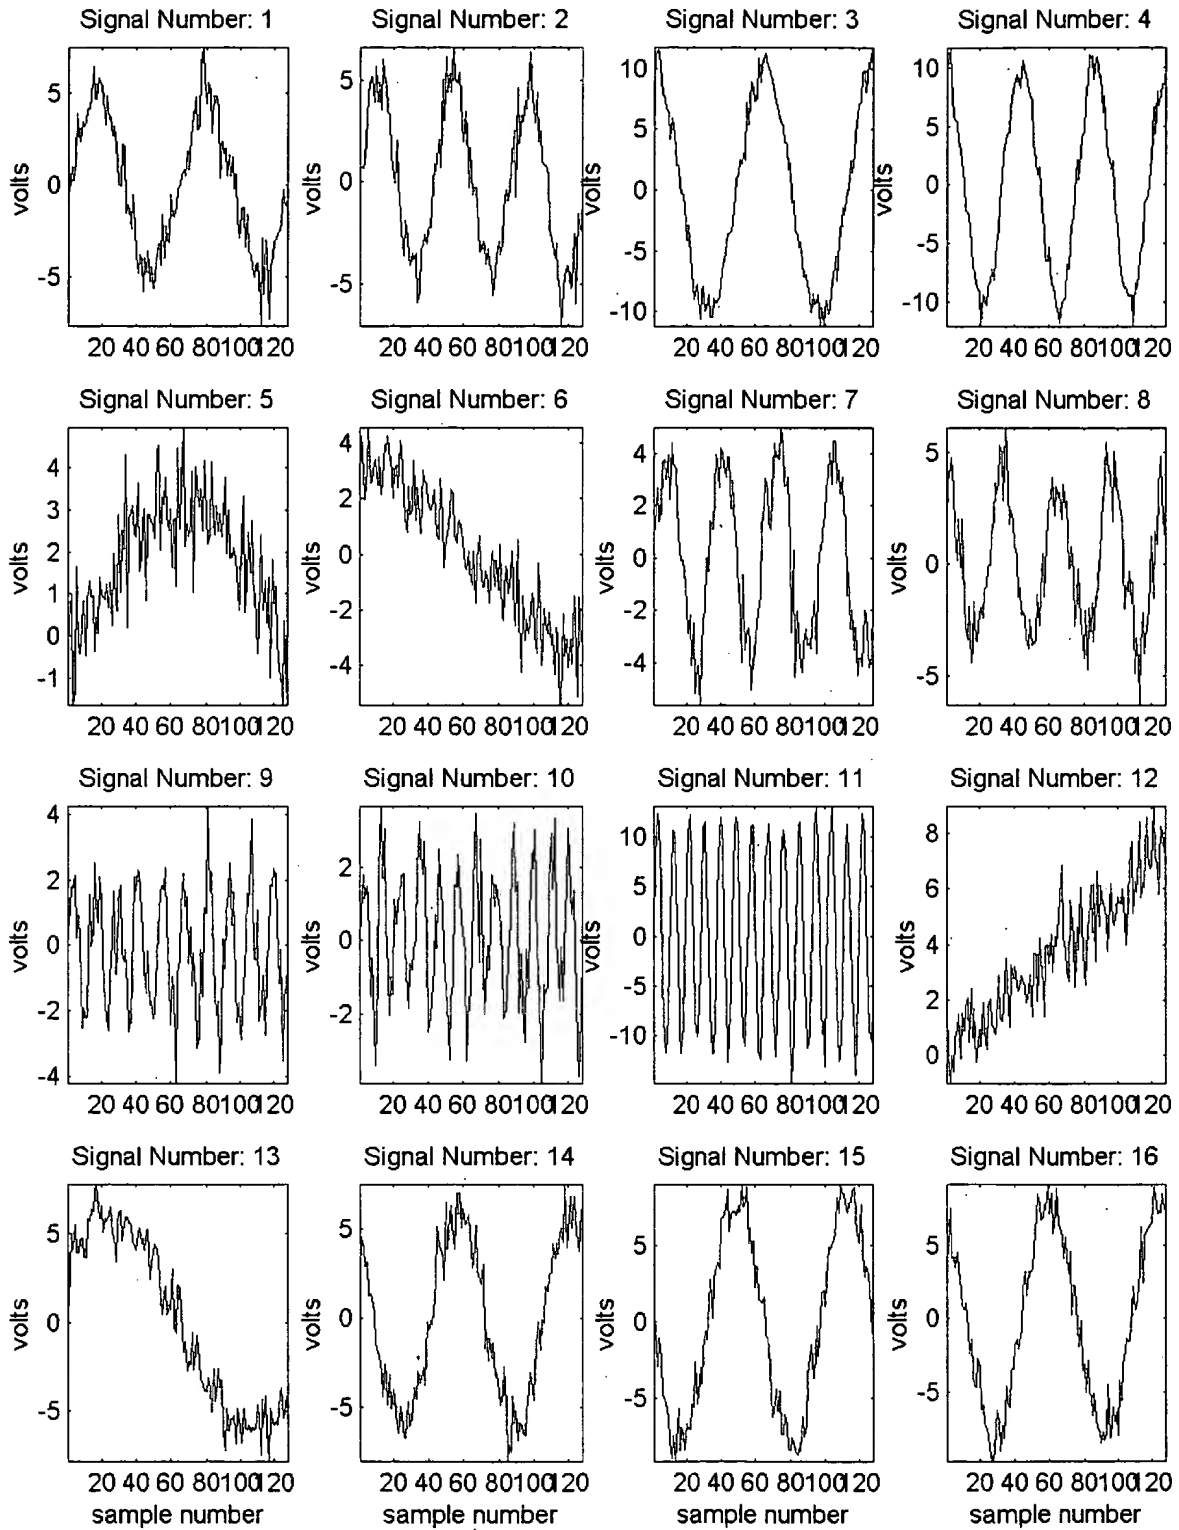 Signal Number: 1
Signal Number: 2
Signal Number: 3
Signal Number: 4
5
0
-5
volts
20 40 60 80100120
5
0
-5
volts
20 40 60 80100120
10
5
0
-5
-10
volts
20 40 60 80100120
10
5
0
-5
-10
volts
20 40 60 80100120
Signal Number: 5
Signal Number: 6
Signal Number: 7
Signal Number: 8
4
3
2
1
0
-1
volts
20 40 60 80100120
4
2
0
-2
-4
volts
20 40 60 80100120
4
2
0
-2
-4
volts
20 40 60 80100120
5
0
-5
volts
20 40 60 80100120
Signal Number: 9
Signal Number: 10
Signal Number: 11
Signal Number: 12
4
2
0
-2
-4
volts
20 40 60 80100120
2
0
-2
volts
20 40 60 80100120
10
5
0
-5
-10
volts
20 40 60 80100120
8
6
4
2
0
volts
20 40 60 80100120
Signal Number: 13
Signal Number: 14
Signal Number: 15
Signal Number: 16
5
0
-5
volts
20 40 60 80100120
sample number
5
0
-5
volts
20 40 60 80100120
sample number
5
0
-5
volts
20 40 60 80100120
sample number
5
0
-5
volts
20 40 60 80100120
sample number